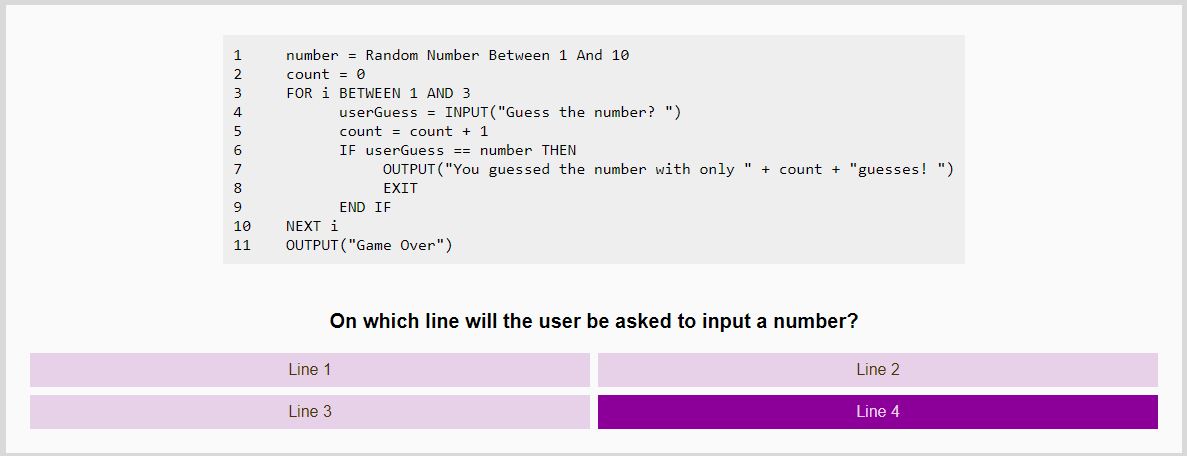 1 number = Random Number Between 1 And 10
2 count = 0
3 FOR i BETWEEN 1 AND 3
4 userGuess = INPUT("Guess the number? ")
5 count = count + 1
6 IF userGuess == number THEN
7 OUTPUT("You guessed the number with only " + count + "guesses! ")
8 EXIT
9 END IF
10 NEXT i
11 OUTPUT("Game Over")
On which line will the user be asked to input a number?
Line 1
Line 2
Line 3
Line 4